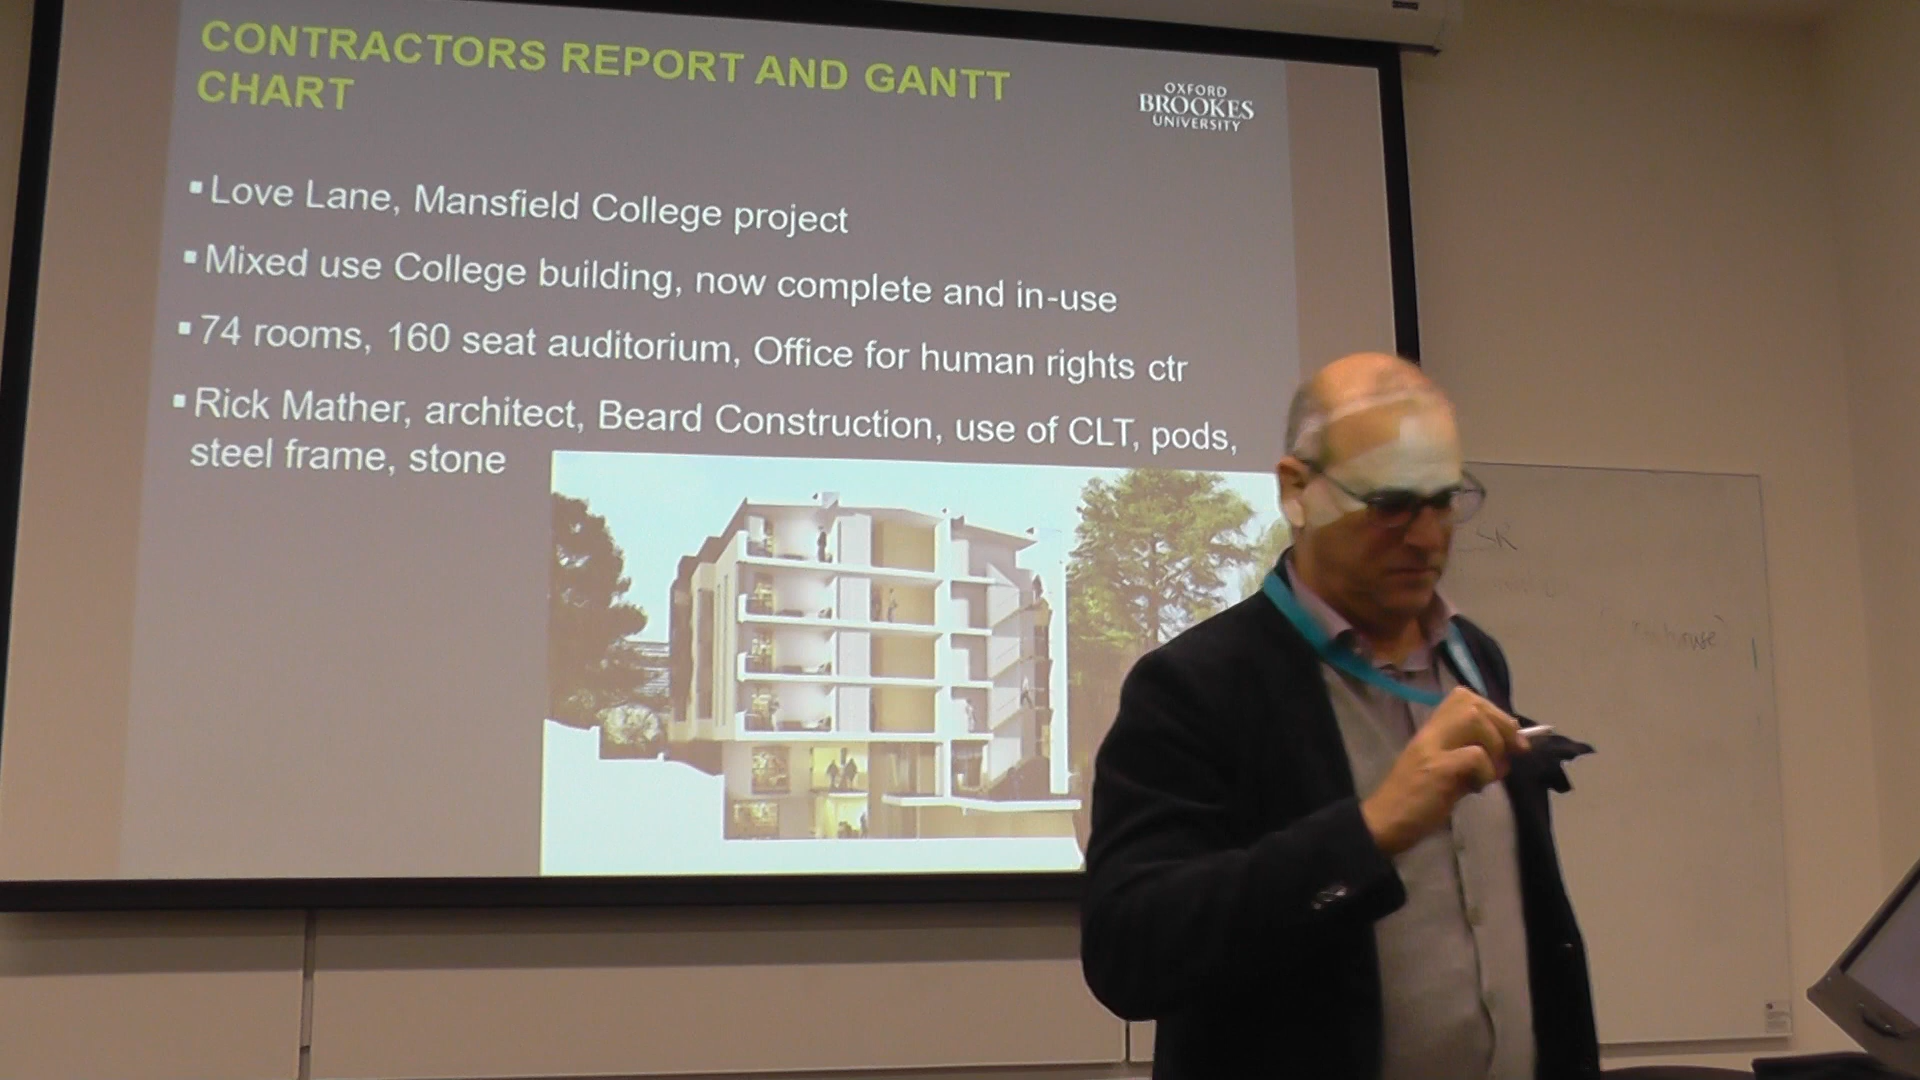 CONTRACTORS REPORT AND GANTT
CHART
OXFORD
BROOKES
UNIVERSITY
▪ Love Lane, Mansfield College project
▪ Mixed use College building, now complete and in-use
▪ 74 rooms, 160 seat auditorium, Office for human rights ctr
▪ Rick Mather, architect, Beard Construction, use of CLT, pods,
steel frame, stone